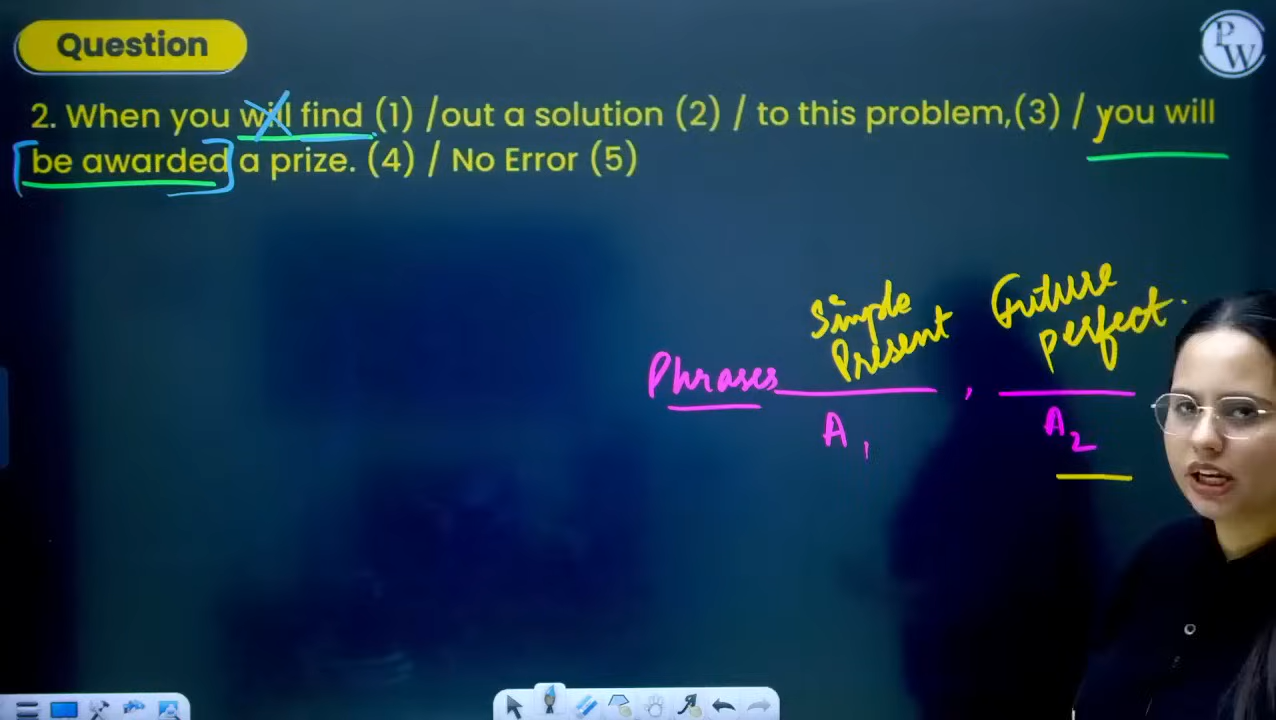 Question
PW
2. When you will find (1) /out a solution (2) / to this problem,(3) / you will
be awarded a prize. (4) / No Error (5)
Simple
Present
Future
perfect.
Phrases
,
A1
A2